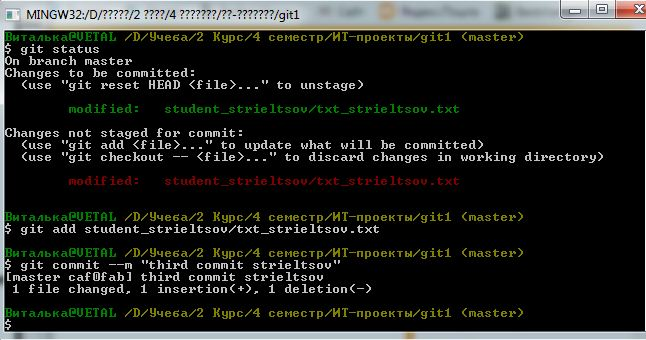 MINGW32:/D/?????/2 ????/4 ???????/??-???????/git1
Виталька@VETAL /D/Учеба/2 Курс/4 семестр/ИТ-проекты/git1 (master)
$ git status
On branch master
Changes to be committed:
(use "git reset HEAD <file>..." to unstage)
modified: student_strieltsov/txt_strieltsov.txt
Changes not staged for commit:
(use "git add <file>..." to update what will be committed)
(use "git checkout -- <file>..." to discard changes in working directory)
modified: student_strieltsov/txt_strieltsov.txt
Виталька@VETAL /D/Учеба/2 Курс/4 семестр/ИТ-проекты/git1 (master)
$ git add student_strieltsov/txt_strieltsov.txt
Виталька@VETAL /D/Учеба/2 Курс/4 семестр/ИТ-проекты/git1 (master)
$ git commit --m "third commit strieltsov"
[master caf0fab] third commit strieltsov
1 file changed, 1 insertion(+), 1 deletion(-)
Виталька@VETAL /D/Учеба/2 Курс/4 семестр/ИТ-проекты/git1 (master)
$